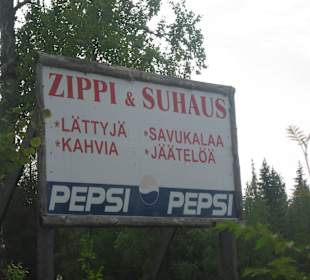 ZIPPI & SUHAUS
*LÄTTYJÄ *SAVUKALAA
*KAHVIA *JÄÄTELÖÄ
PEPSI PEPSI